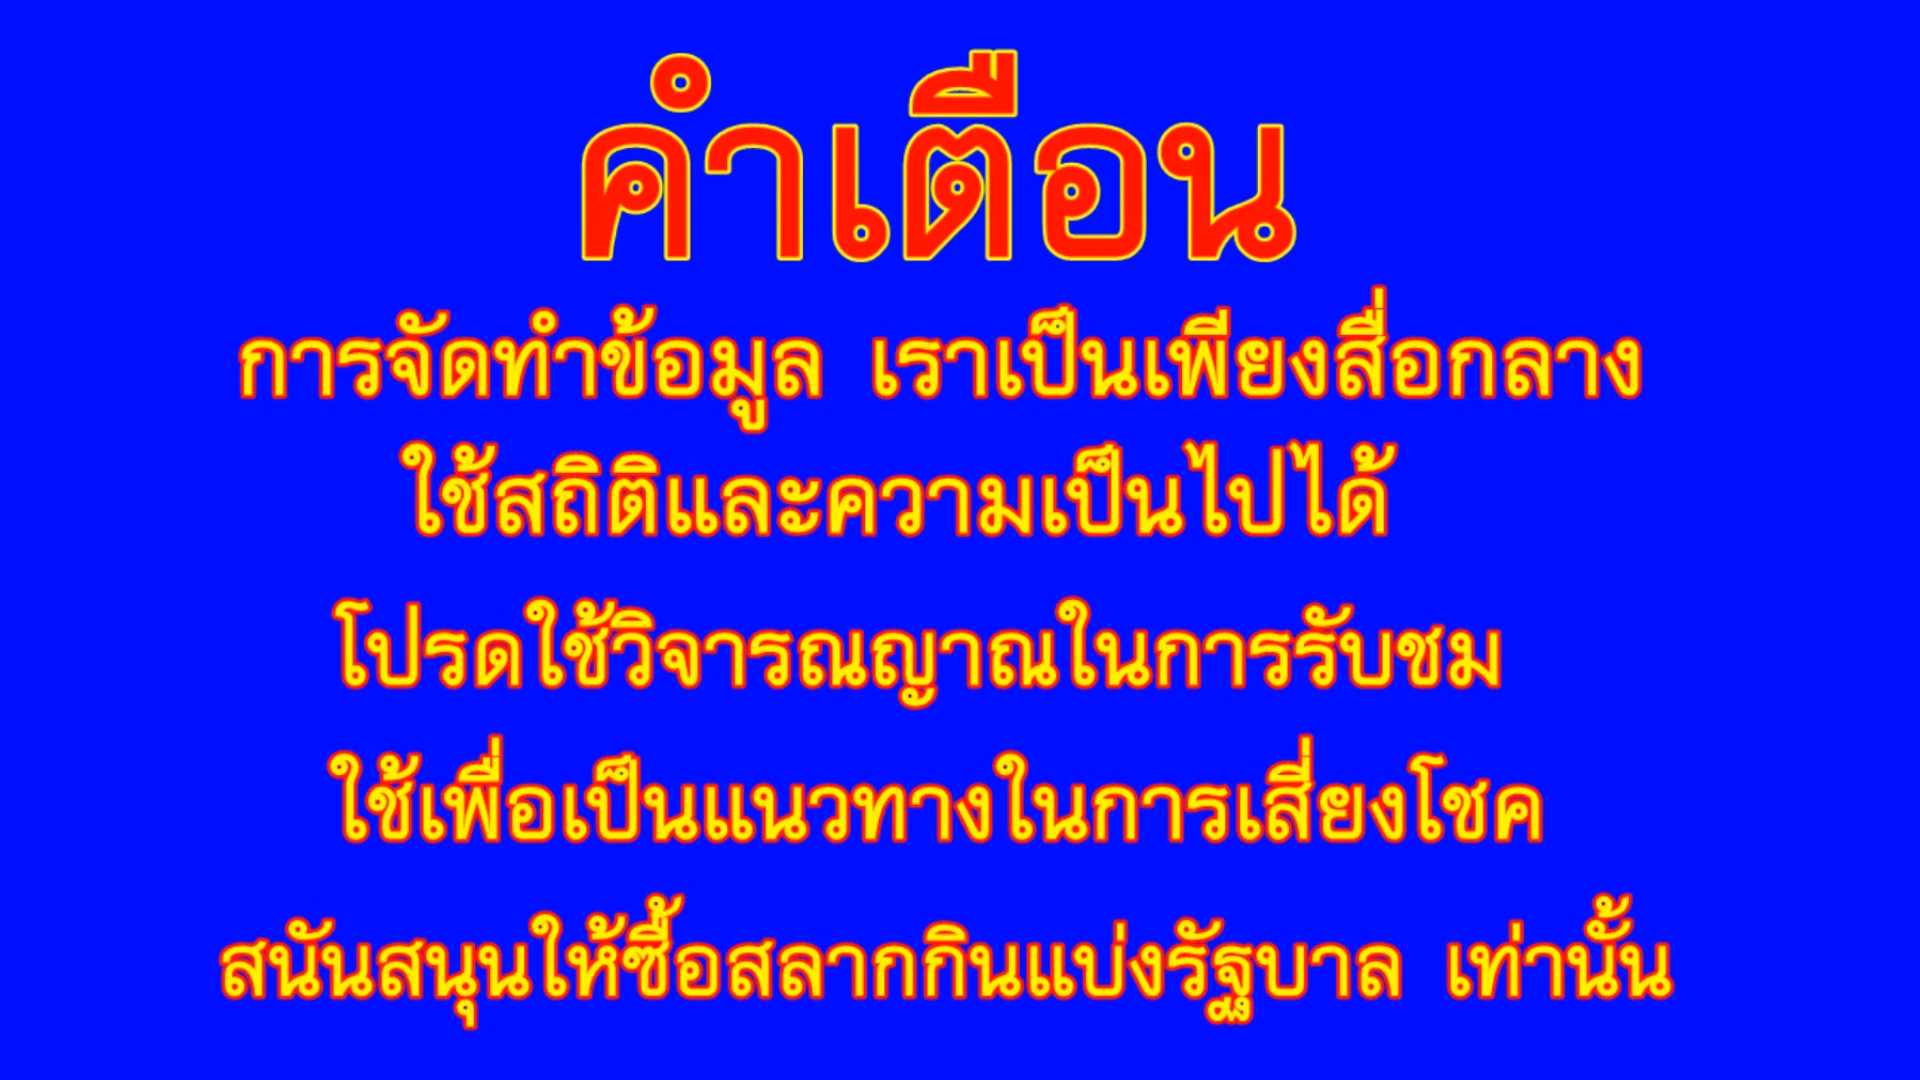 คำเตือน
การจัดทำข้อมูล เราเป็นเพียงสื่อกลาง
ใช้สถิติและความเป็นไปได้
โปรดใช้วิจารณญาณในการรับชม
ใช้เพื่อเป็นแนวทางในการเสี่ยงโชค
สนันสนุนให้ซื้อสลากกินแบ่งรัฐบาล เท่านั้น